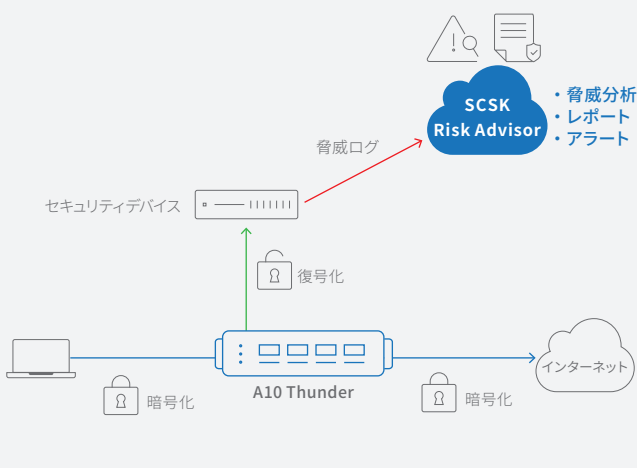 SCSK
Risk Advisor
・脅威分析
・レポート
・アラート
脅威ログ
セキュリティデバイス
復号化
インターネット
A10 Thunder
暗号化
暗号化